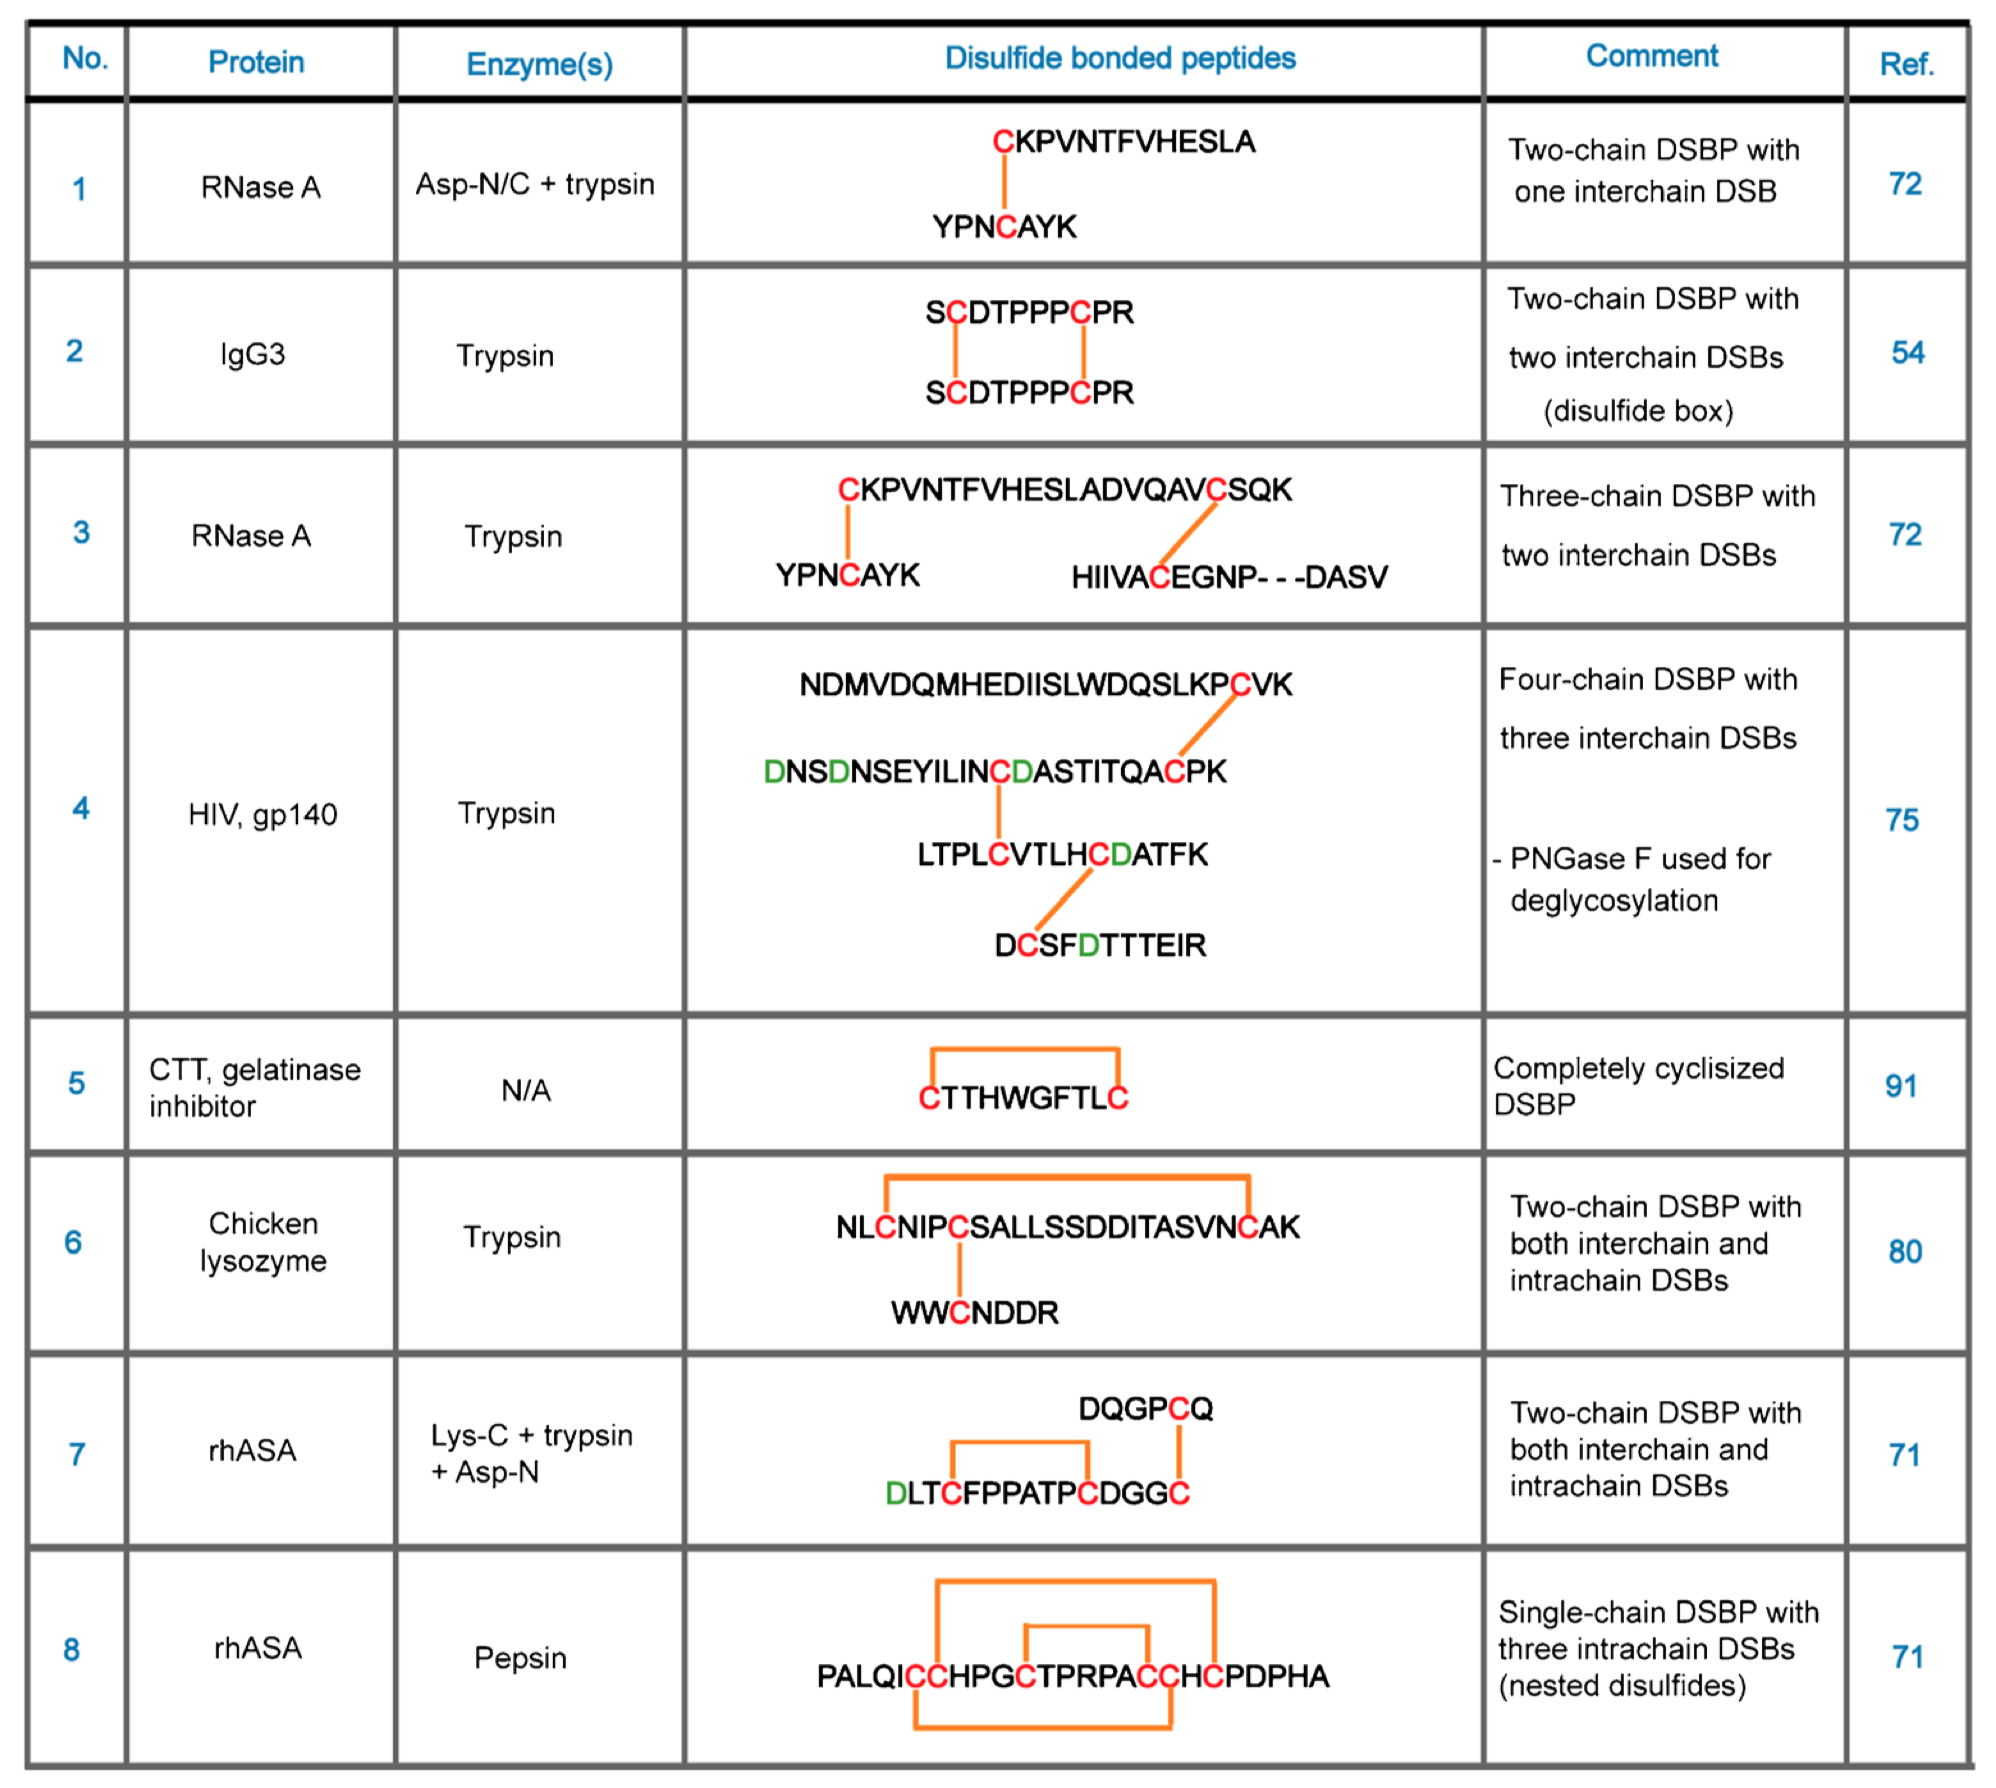 No. Protein Enzyme(s) Disulfide bonded peptides Comment Ref.
1
RNase A
Asp-N/C + trypsin
CKPVNTFVHESLA
YPNCAYK
Two-chain DSBP with
one interchain DSB
72
2
IgG3
Trypsin
SCDTPPPCPR
SCDTPPPCPR
Two-chain DSBP with
two interchain DSBs
(disulfide box)
54
3
RNase A
Trypsin
CKPVNTFVHESLADVQAVCSQK
YPNCAYK HIIVACEGNP- - -DASV
Three-chain DSBP with
two interchain DSBs
72
4
HIV, gp140
Trypsin
NDMVDQMHEDIISLWDQSLKPCVK
DNSDNSEYILINCDASTITQACPK
LTPLCVTLHCDATFK
DCSFDTTTEIR
Four-chain DSBP with
three interchain DSBs
- PNGase F used for
deglycosylation
75
5
CTT, gelatinase
inhibitor
N/A
CTTHWGFTLC
Completely cyclisized
DSBP
91
6
Chicken
lysozyme
Trypsin
NLCNIPCSALLSSDDITASVNCAK
WWCNDDR
Two-chain DSBP with
both interchain and
intrachain DSBs
80
7
rhASA
Lys-C + trypsin
+ Asp-N
DQGPCQ
DLTCFPPATPCDGGC
Two-chain DSBP with
both interchain and
intrachain DSBs
71
8
rhASA
Pepsin
PALQICCHPGCTPRPACCHCPDPHA
Single-chain DSBP with
three intrachain DSBs
(nested disulfides)
71